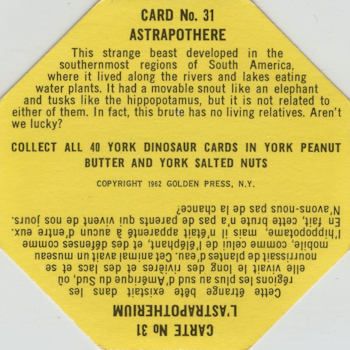 CARD No. 31
ASTRAPOTHERE
This strange beast developed in the
southernmost regions of South America,
where it lived along the rivers and lakes eating
water plants. It had a movable snout like an elephant
and tusks like the hippopotamus, but it is not related to
either of them. In fact, this brute has no living relatives. Aren't
we lucky?
COLLECT ALL 40 YORK DINOSAUR CARDS IN YORK PEANUT
BUTTER AND YORK SALTED NUTS
COPYRIGHT 1962 GOLDEN PRESS, N.Y.
CARTE No 31
L'ASTRAPOTHERIUM
Cette bête étrange existait dans les
régions les plus au sud d'Amérique du Sud, où
elle vivait le long des rivières et des lacs et se
nourrissait de plantes d'eau. Cet animal avait un museau
mobile, comme celui de l'éléphant, et des défenses comme
l'hippopotame, mais il n'était apparenté à aucun d'entre eux.
En fait, cette brute n'a pas de parents qui vivent de nos jours.
N'avons-nous pas de la chance?